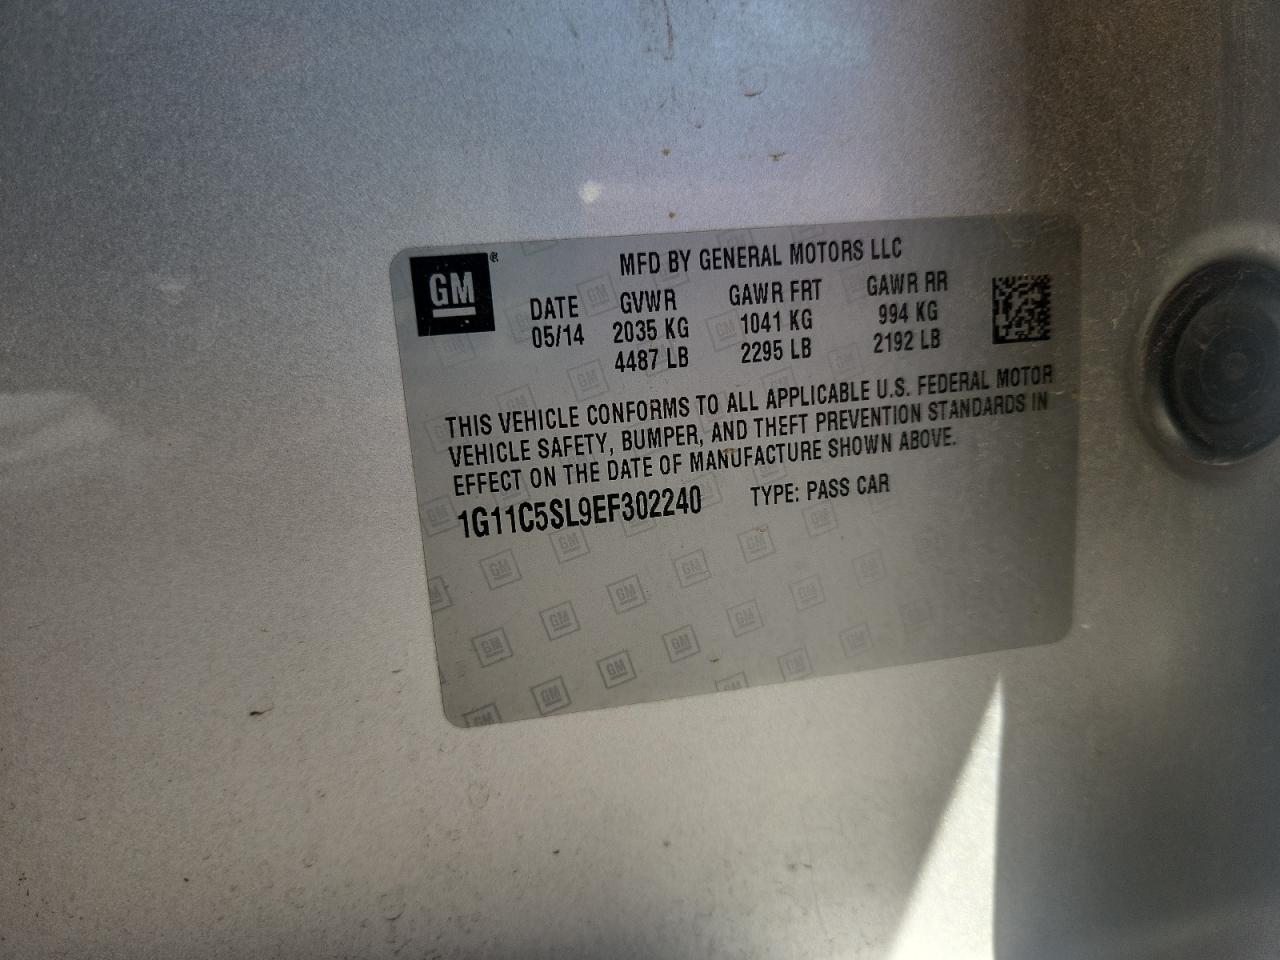 GM ®
MFD BY GENERAL MOTORS LLC
DATE GVWR GAWR FRT GAWR RR
05/14 2035 KG 1041 KG 994 KG
4487 LB 2295 LB 2192 LB
THIS VEHICLE CONFORMS TO ALL APPLICABLE U.S. FEDERAL MOTOR
VEHICLE SAFETY, BUMPER, AND THEFT PREVENTION STANDARDS IN
EFFECT ON THE DATE OF MANUFACTURE SHOWN ABOVE.
1G11C5SL9EF302240 TYPE: PASS CAR